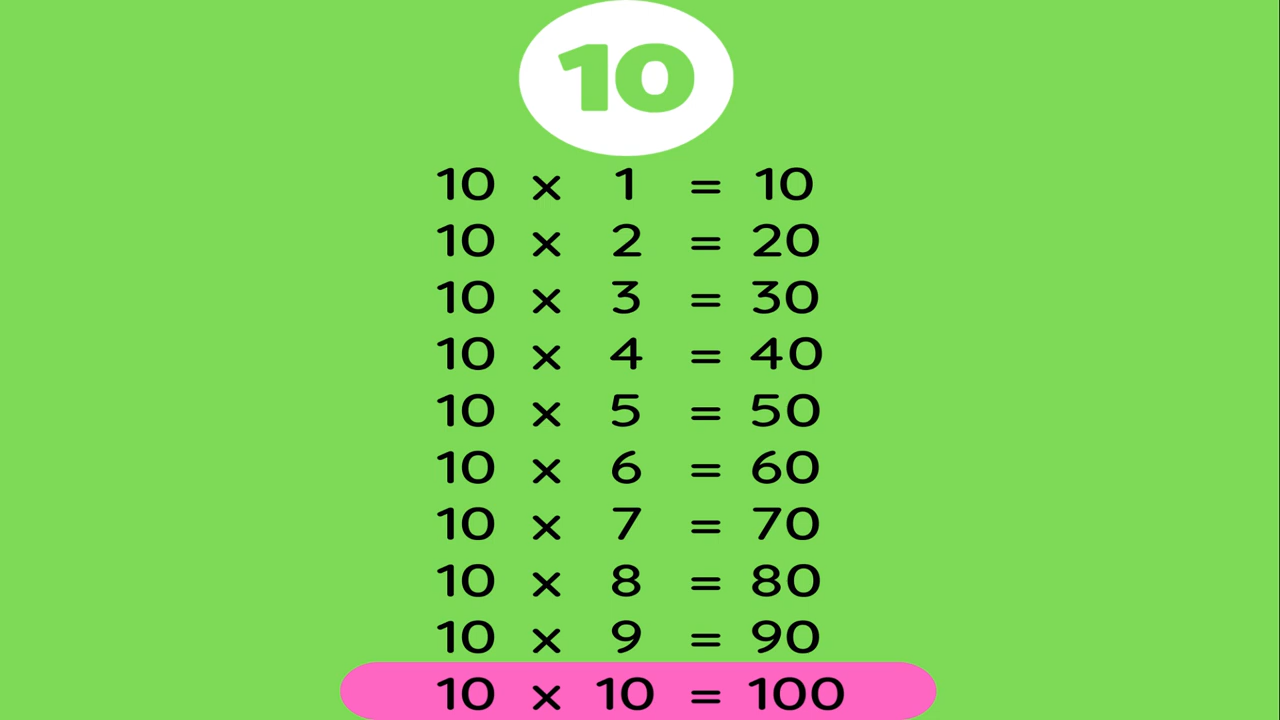 10
10 × 1 = 10
10 × 2 = 20
10 × 3 = 30
10 × 4 = 40
10 × 5 = 50
10 × 6 = 60
10 × 7 = 70
10 × 8 = 80
10 × 9 = 90
10 × 10 = 100